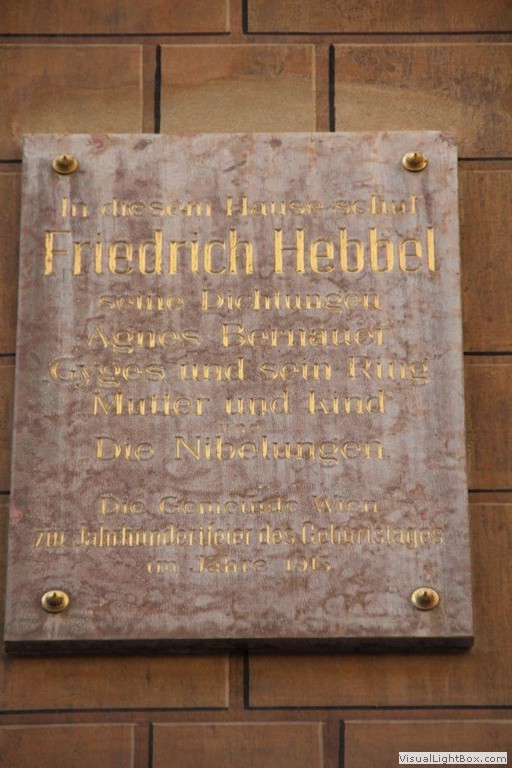 In diesem Hause schuf
Friedrich Hebbel
seine Dichtungen
„Agnes Bernauer"
„Gyges und sein Ring"
„Mutter und Kind"
und
„Die Nibelungen"
Die Gemeinde Wien
zur Jahrhundertfeier des Geburtstages
im Jahre 1913.
VisualLightBox.com